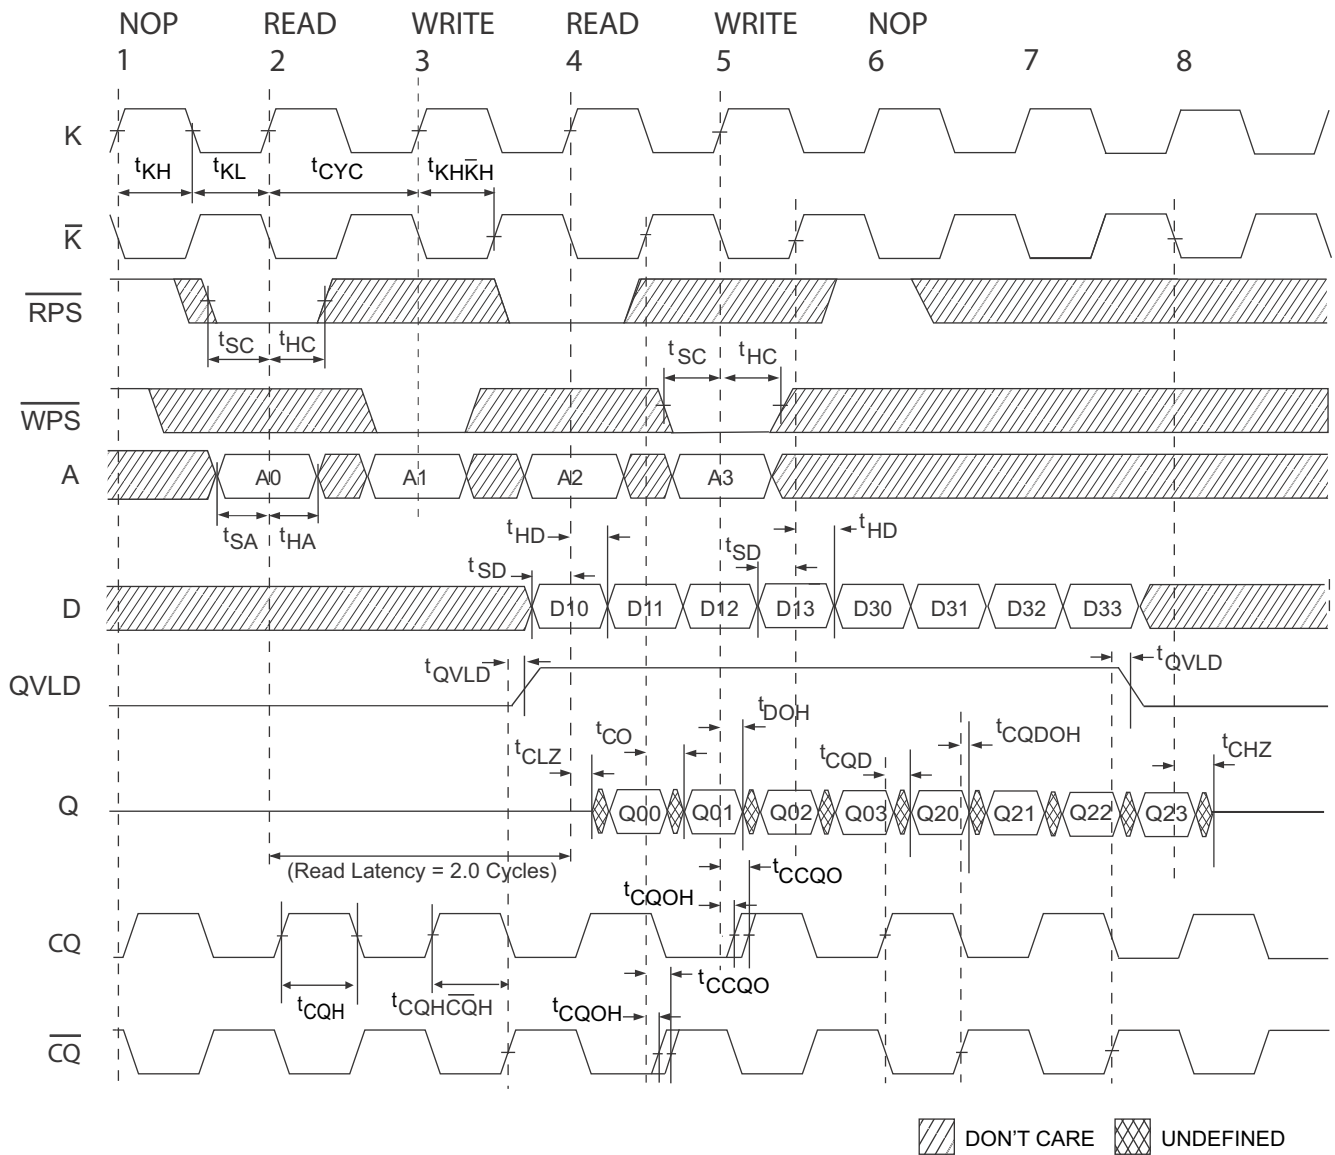 NOP READ WRITE READ WRITE NOP
1 2 3 4 5 6 7 8
K
tKH tKL tCYC tKHK̅H
K̅
R̅P̅S̅
tSC tHC
tSC tHC
W̅P̅S̅
A A0 A1 A2 A3
tSA tHA
tHD tSD tHD
tSD
D D10 D11 D12 D13 D30 D31 D32 D33
QVLD tQVLD tQVLD
tCLZ tCO tDOH tCQD tCQDOH tCHZ
Q Q00 Q01 Q02 Q03 Q20 Q21 Q22 Q23
(Read Latency = 2.0 Cycles)
tCCQO
tCQOH
CQ
tCQH tCQHC̅Q̅H
tCCQO
tCQOH
C̅Q̅
DON'T CARE UNDEFINED